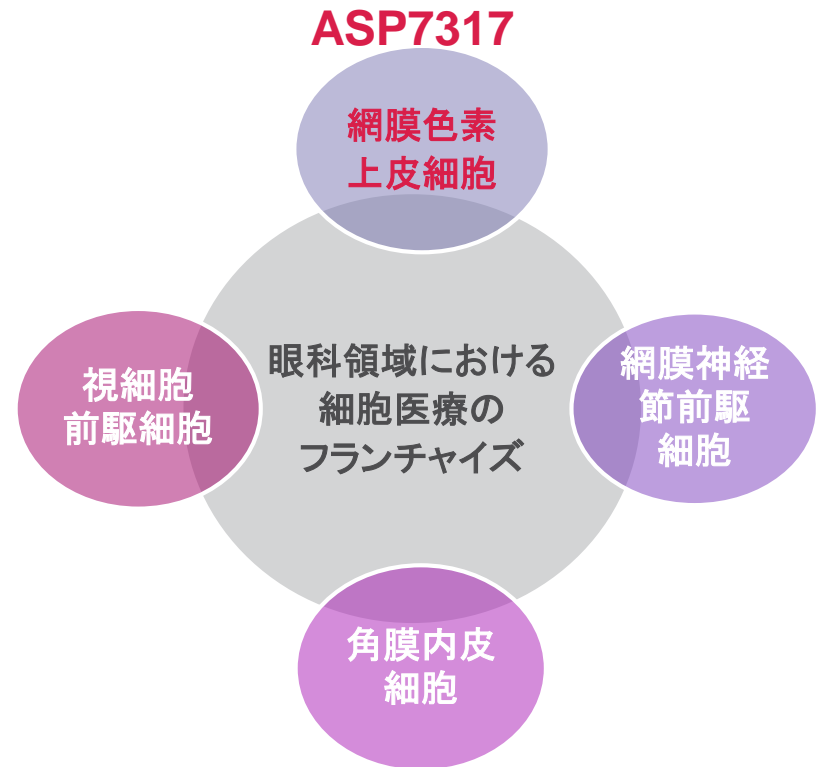 ASP7317
網膜色素
上皮細胞
眼科領域における
細胞医療の
フランチャイズ
視細胞
前駆細胞
網膜神経
節前駆
細胞
角膜内皮
細胞